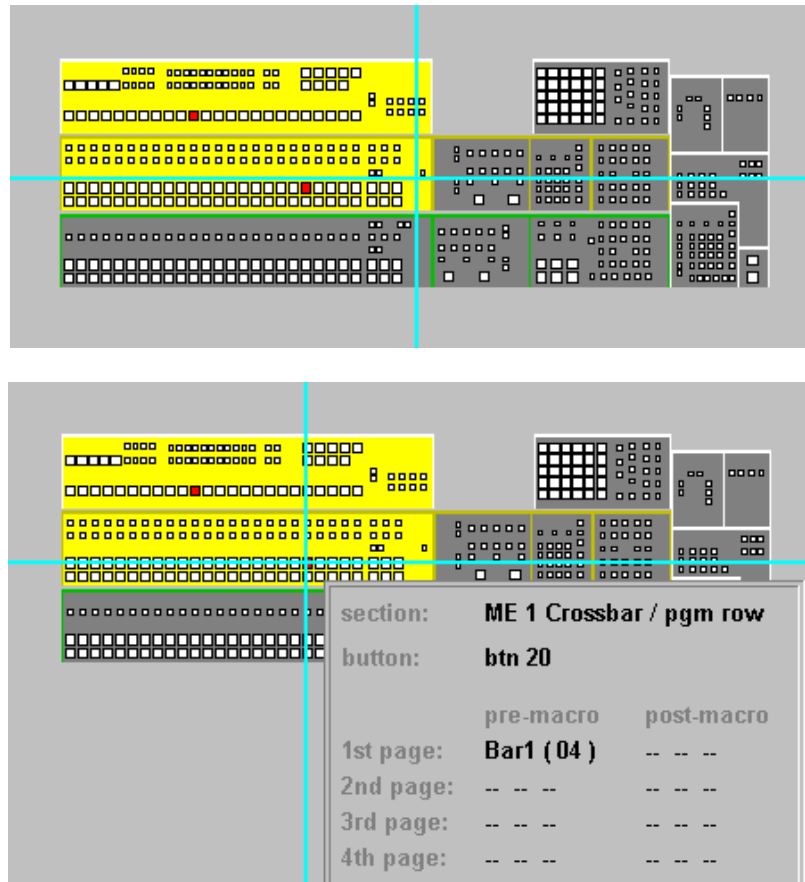 section: ME 1 Crossbar / pgm row
button: btn 20
pre-macro post-macro
1st page: Bar1 ( 04 ) -- -- --
2nd page: -- -- -- -- -- --
3rd page: -- -- -- -- -- --
4th page: -- -- -- -- -- --